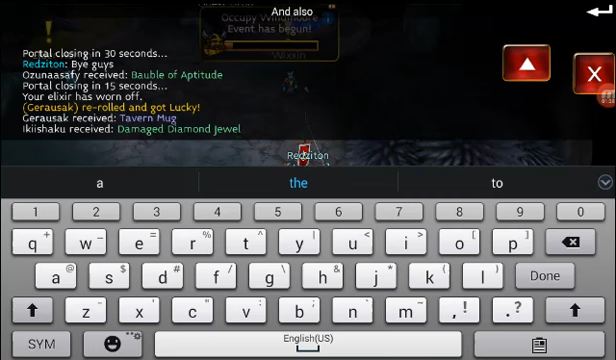 And also
Occupy Windmoore
Event has begun!
Wixxin
Portal closing in 30 seconds...
Redziton: Bye guys
Ozunaasafy received: Bauble of Aptitude
Portal closing in 15 seconds...
Your elixir has worn off.
(Gerausak) re-rolled and got Lucky!
Gerausak received: Tavern Mug
Ikiishaku received: Damaged Diamond Jewel
X
Redziton
a the to
1 2 3 4 5 6 7 8 9 0
q + w - e = r % t ^ y | u < i > o [ p ]
a @ s $ d # f / g \ h & j * k ( l ) Done
z - x ' c " v : b ; n , m ~ , ! . ?
SYM English(US)